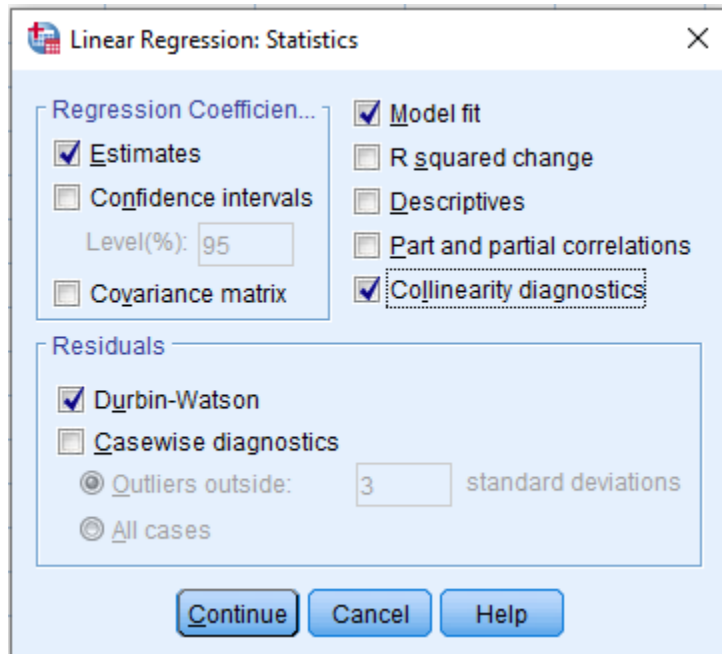 Linear Regression: Statistics
Regression Coefficien...
Estimates
Confidence intervals
Level(%): 95
Covariance matrix
Model fit
R squared change
Descriptives
Part and partial correlations
Collinearity diagnostics
Residuals
Durbin-Watson
Casewise diagnostics
Outliers outside: 3 standard deviations
All cases
Continue Cancel Help